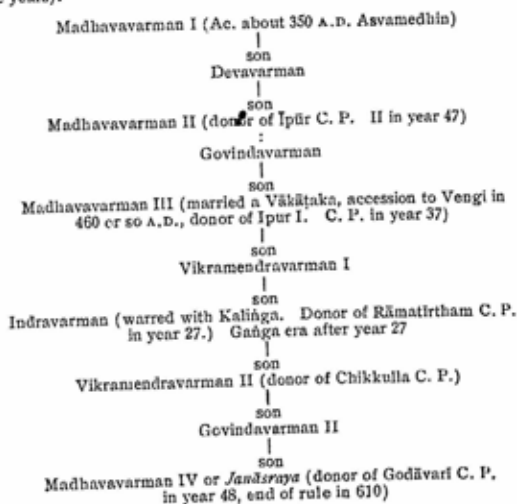 years).
Madhavavarman I (Ac. about 350 A.D. Asvamedhin)
|
son
Devavarman
|
son
Madhavavarman II (donor of Īpūr C. P. II in year 47)
:
Govindavarman
|
son
Madhavavarman III (married a Vākāṭaka, accession to Vengi in
460 or so A.D., donor of Ipur I. C. P. in year 37)
|
son
Vikramendravarman I
|
son
Indravarman (warred with Kaliṅga. Donor of Rāmatīrtham C. P.
in year 27.) Gaṅga era after year 27
|
son
Vikramendravarman II (donor of Chikkulla C. P.)
|
son
Govindavarman II
|
son
Madhavavarman IV or Janāsraya (donor of Godāvarī C. P.
in year 48, end of rule in 610)